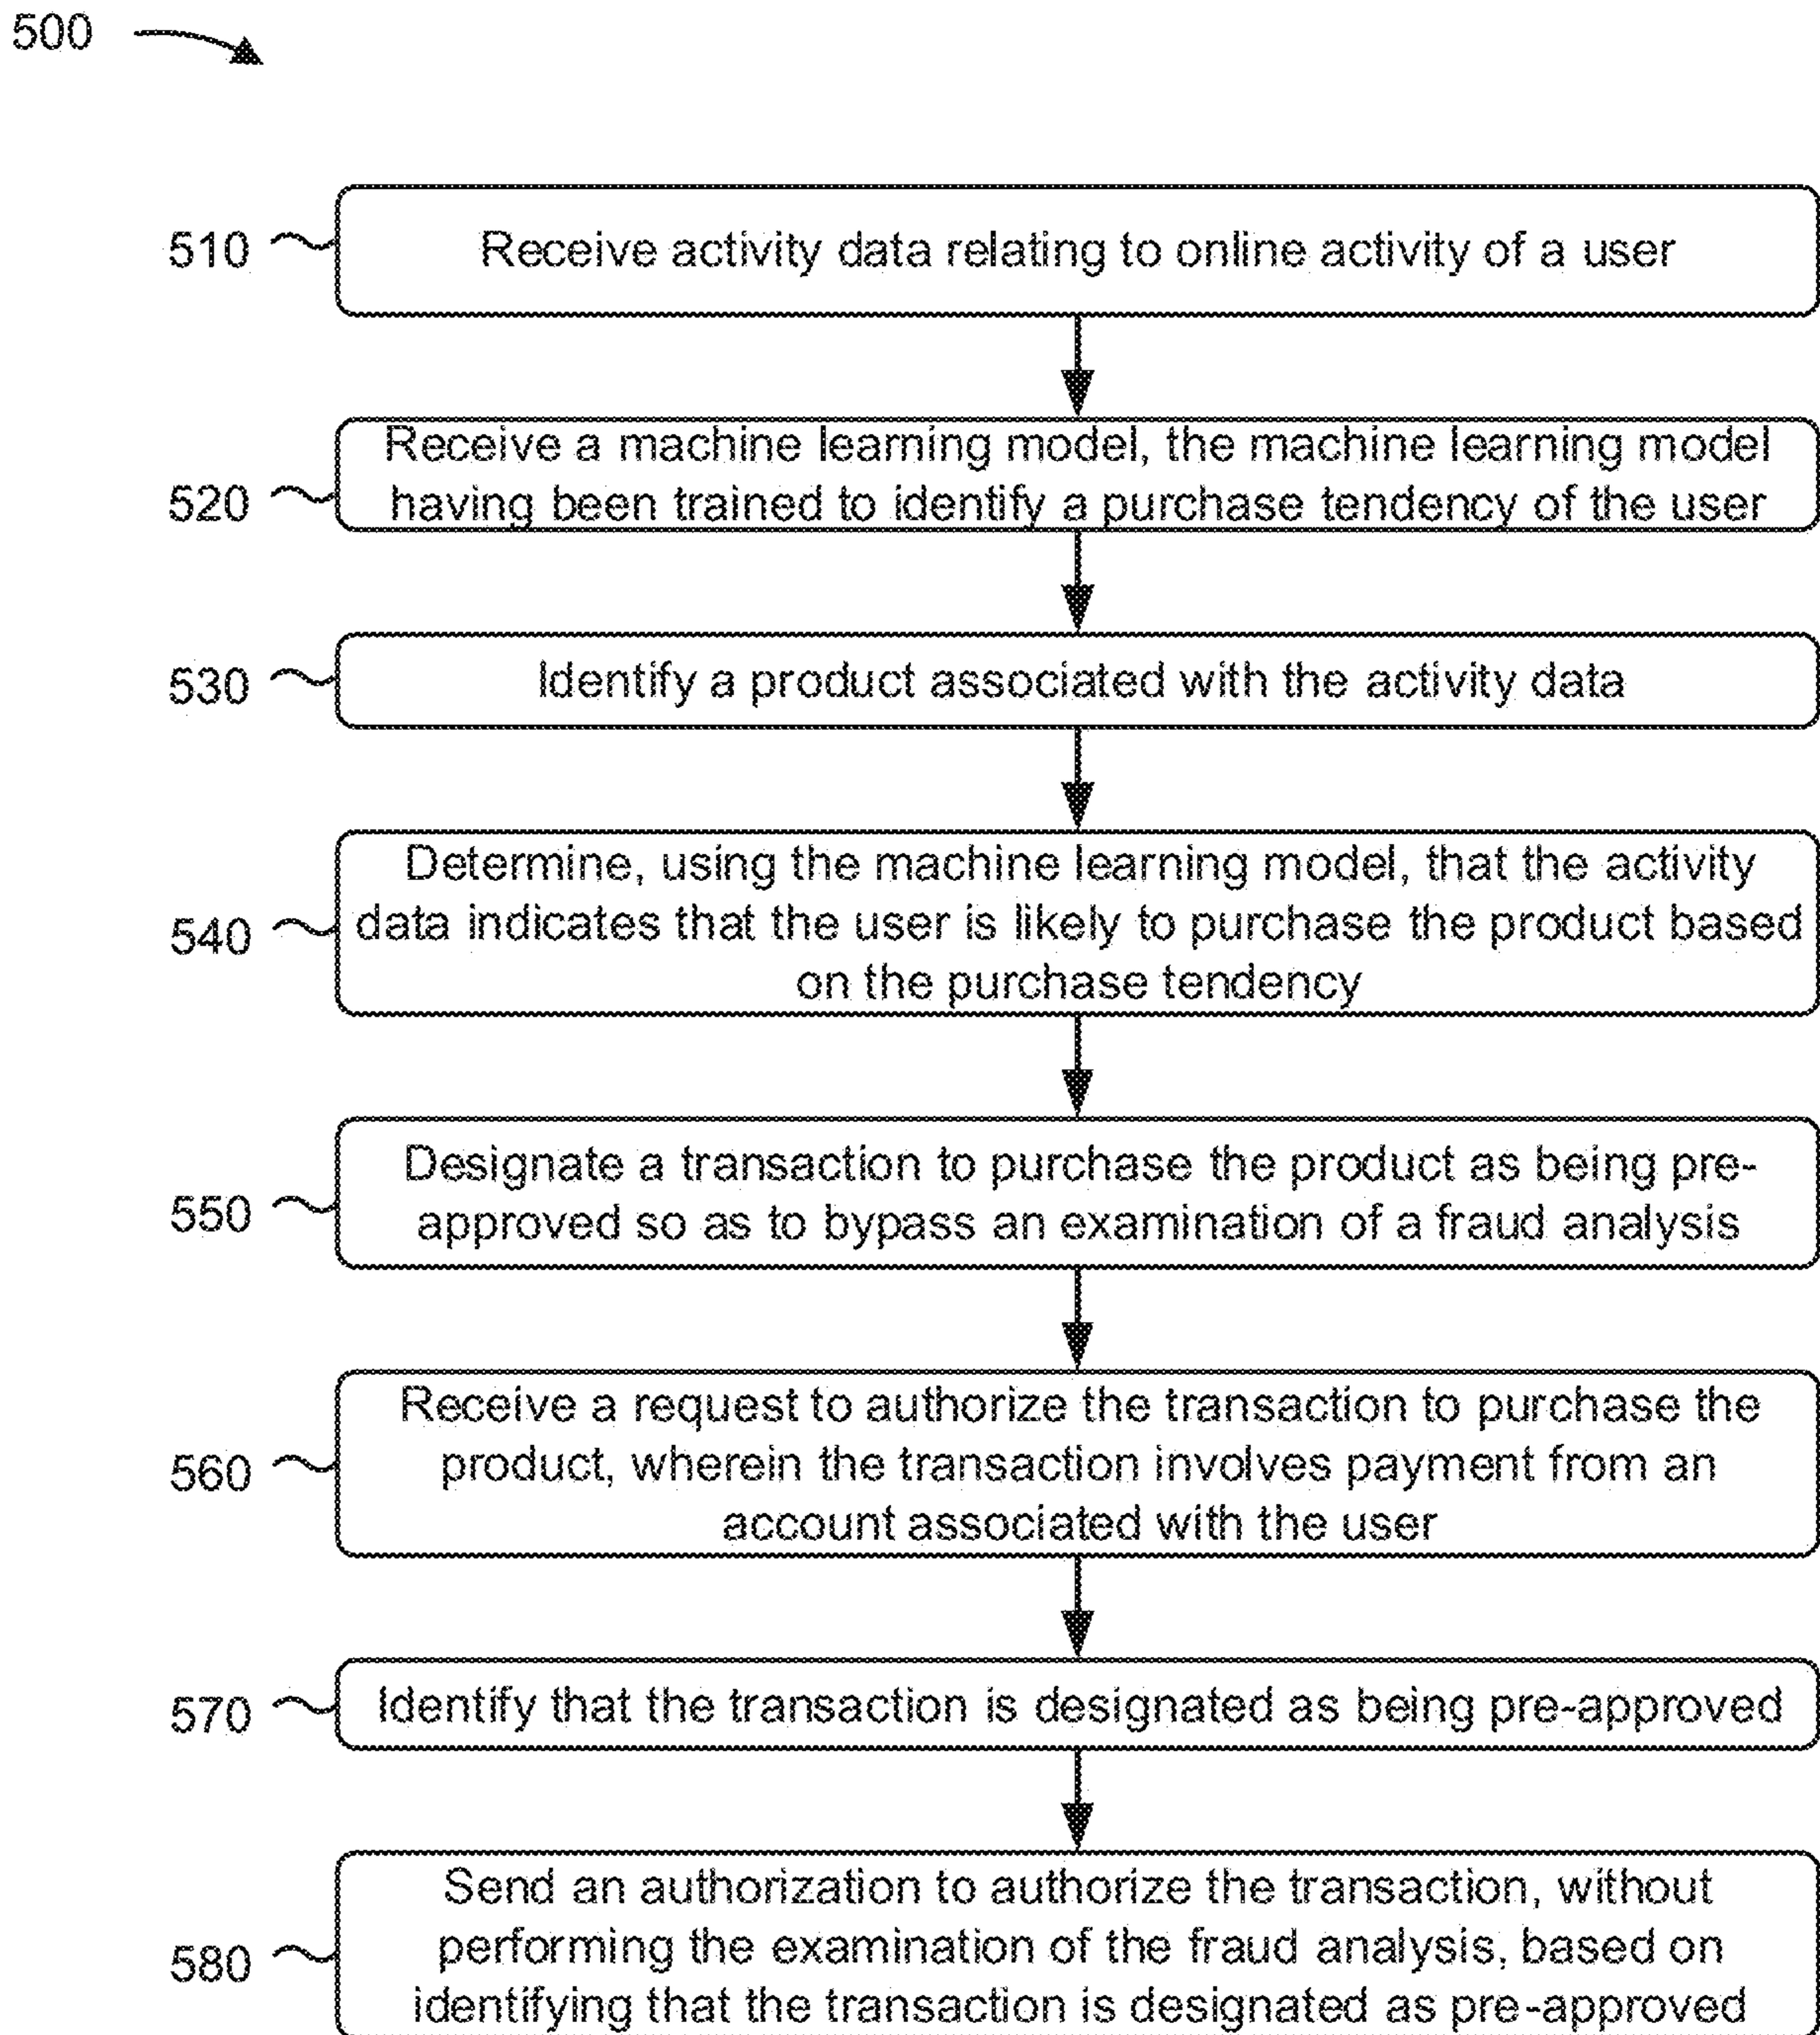 500
510
Receive activity data relating to online activity of a user
Receive a machine learning model, the machine learning model
520
having been trained to identify a purchase tendency of the user
530
Identify a product associated with the activity data
Determine, using the machine learning model, that the activity
540
data indicates that the user is likely to purchase the product based
on the purchase tendency
Designate a transaction to purchase the product as being pre-
550
approved so as to bypass an examination of a fraud analysis
Receive a request to authorize the transaction to purchase the
560
product, wherein the transaction involves payment from an
account associated with the user
570
Identify that the transaction is designated as being pre-approved
Send an authorization to authorize the transaction, without
580
performing the examination of the fraud analysis, based on
identifying that the transaction is designated as pre-approved